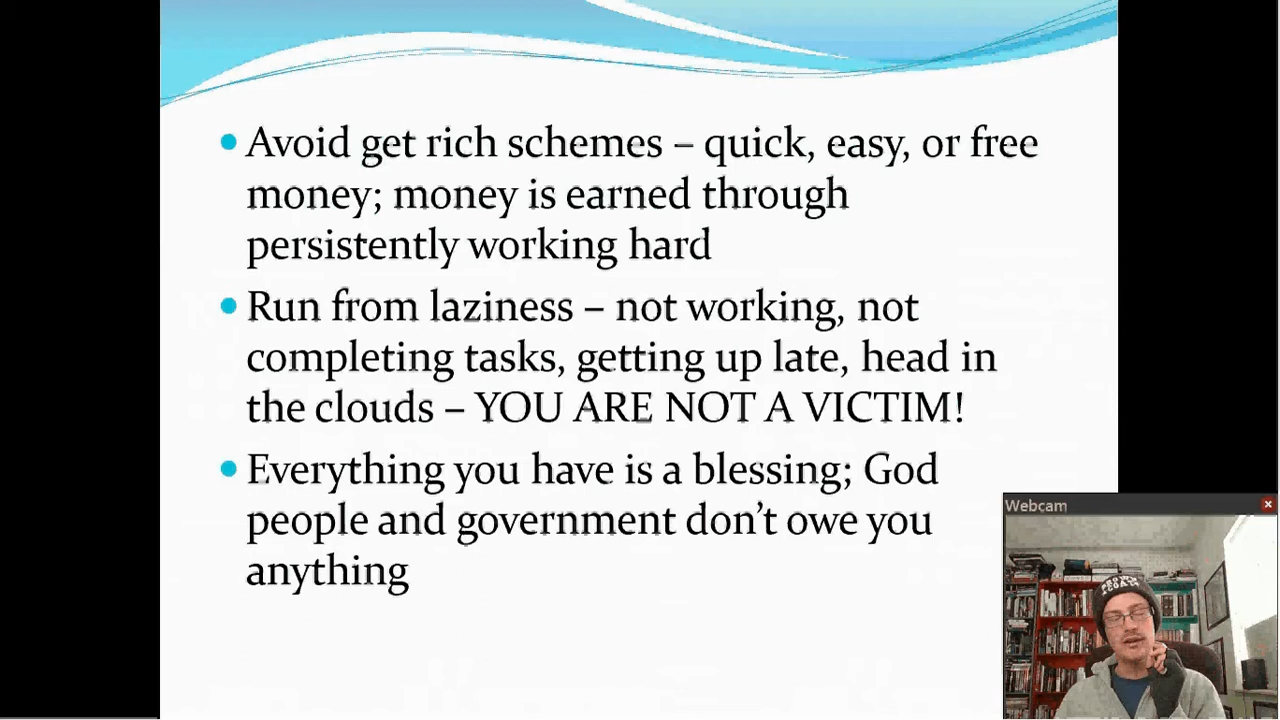 Avoid get rich schemes – quick, easy, or free
money; money is earned through
persistently working hard
Run from laziness – not working, not
completing tasks, getting up late, head in
the clouds – YOU ARE NOT A VICTIM!
Everything you have is a blessing; God
people and government don’t owe you
anything
Webcam